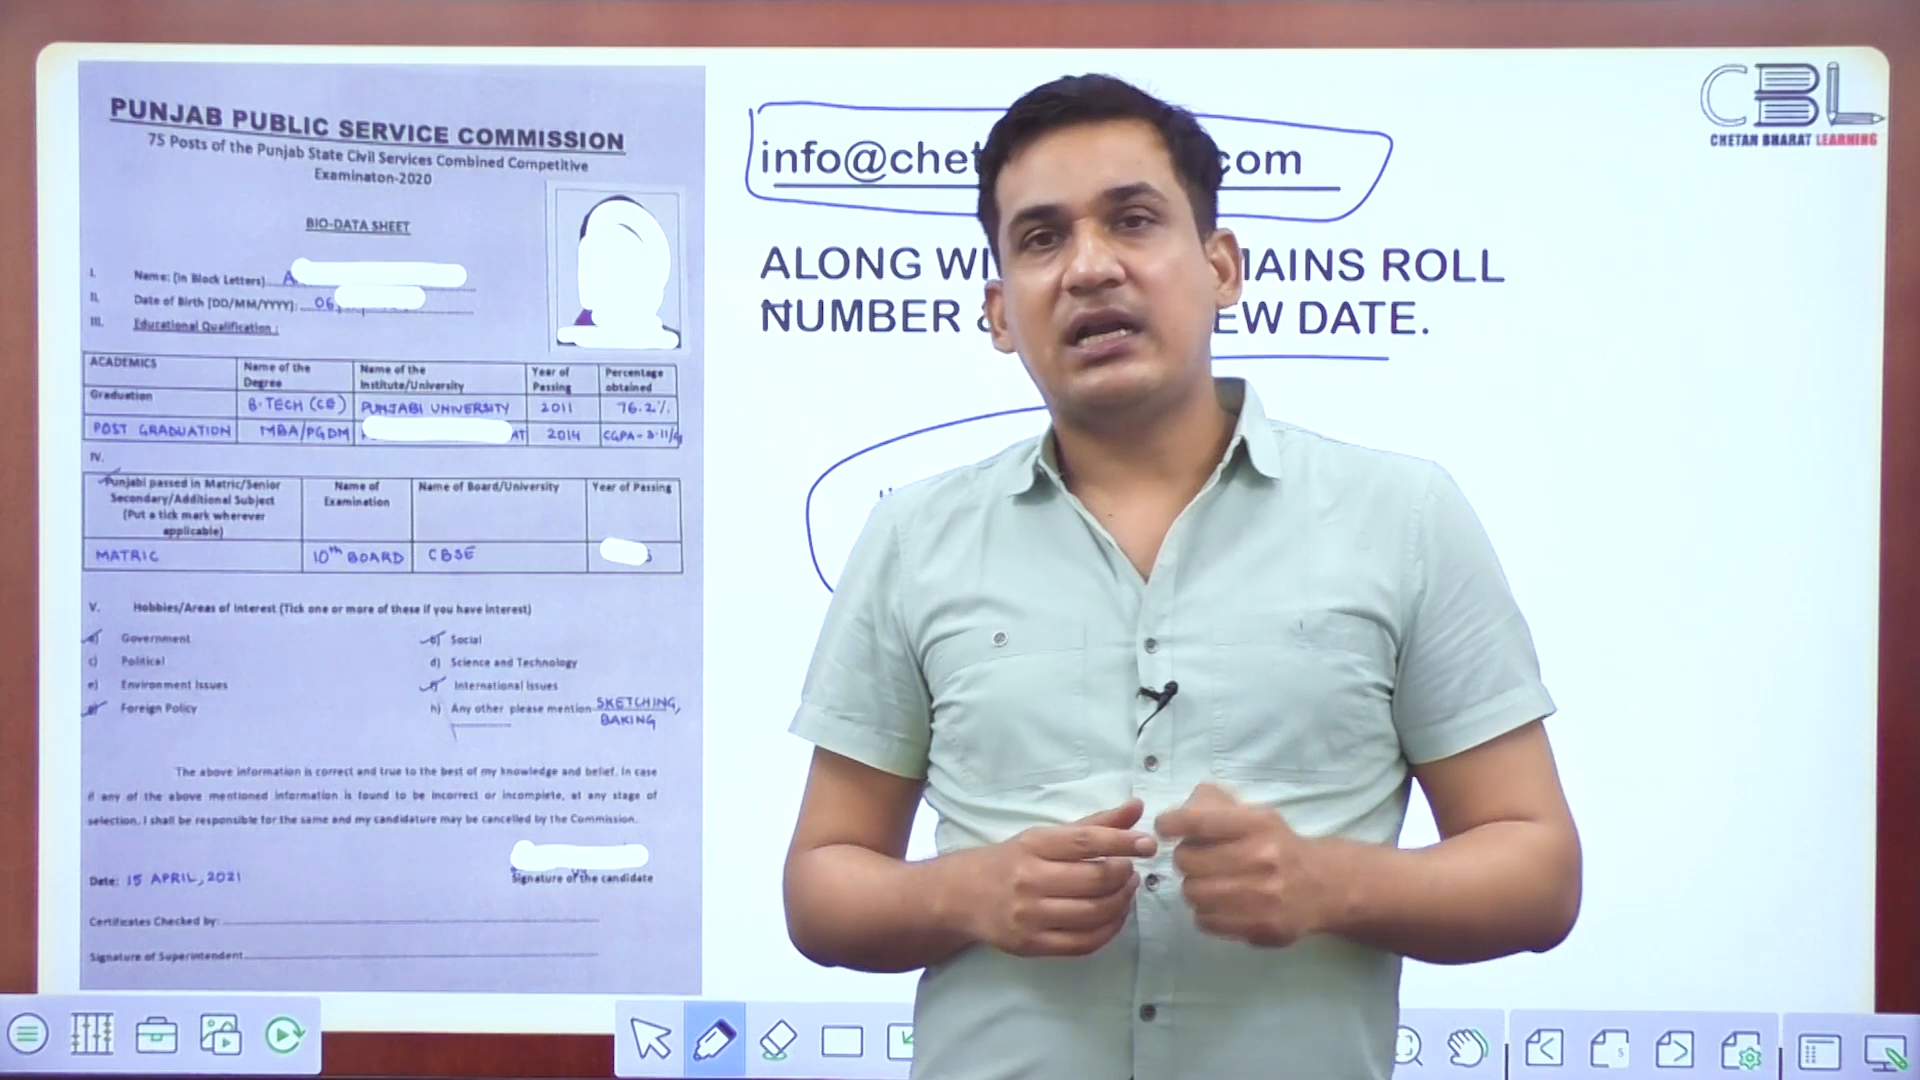 PUNJAB PUBLIC SERVICE COMMISSION
75 Posts of the Punjab State Civil Services Combined Competitive
Examinaton-2020
BIO-DATA SHEET
I. Name: (in Block Letters) A
II. Date of Birth (DD/MM/YYYY): 06
III. Educational Qualification :
ACADEMICS Name of the Degree Name of the Institute/University Year of Passing Percentage obtained
Graduation B.TECH (CE) PUNJABI UNIVERSITY 2011 76.2%
POST GRADUATION MBA/PGDM AT 2014 CGPA-3.11/4
IV.
Punjabi passed in Matric/Senior Secondary/Additional Subject (Put a tick mark wherever applicable) Name of Examination Name of Board/University Year of Passing
MATRIC 10th BOARD CBSE
V. Hobbies/Areas of Interest (Tick one or more of these if you have interest)
a) Government b) Social
c) Political d) Science and Technology
e) Environment Issues f) International Issues
g) Foreign Policy h) Any other please mention SKETCHING,
BAKING
The above information is correct and true to the best of my knowledge and belief. In case
if any of the above mentioned information is found to be incorrect or incomplete, at any stage of
selection, I shall be responsible for the same and my candidature may be cancelled by the Commission.
Date: 15 APRIL, 2021 Signature of the candidate
Certificates Checked by:
Signature of Superintendent
info@chet com
ALONG WI MAINS ROLL
NUMBER & EW DATE.
CBL
CHETAN BHARAT LEARNING